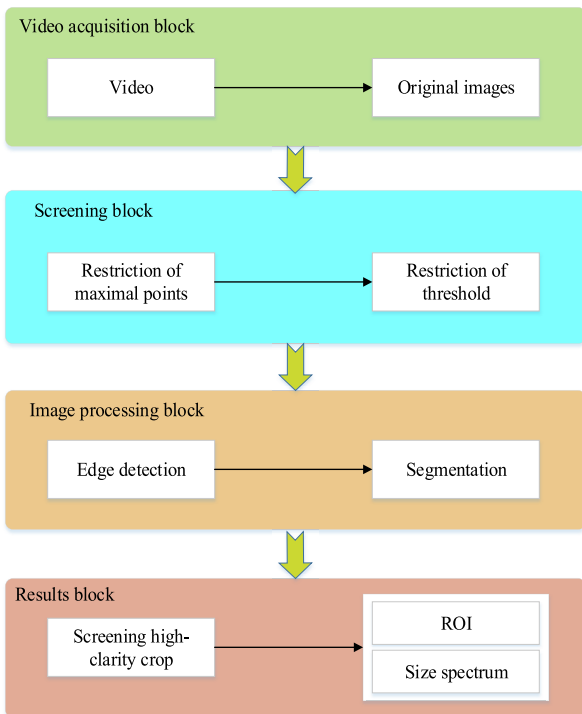 Video acquisition block
Video
Original images
Screening block
Restriction of
maximal points
Restriction of
threshold
Image processing block
Edge detection
Segmentation
Results block
Screening high-
clarity crop
ROI
Size spectrum